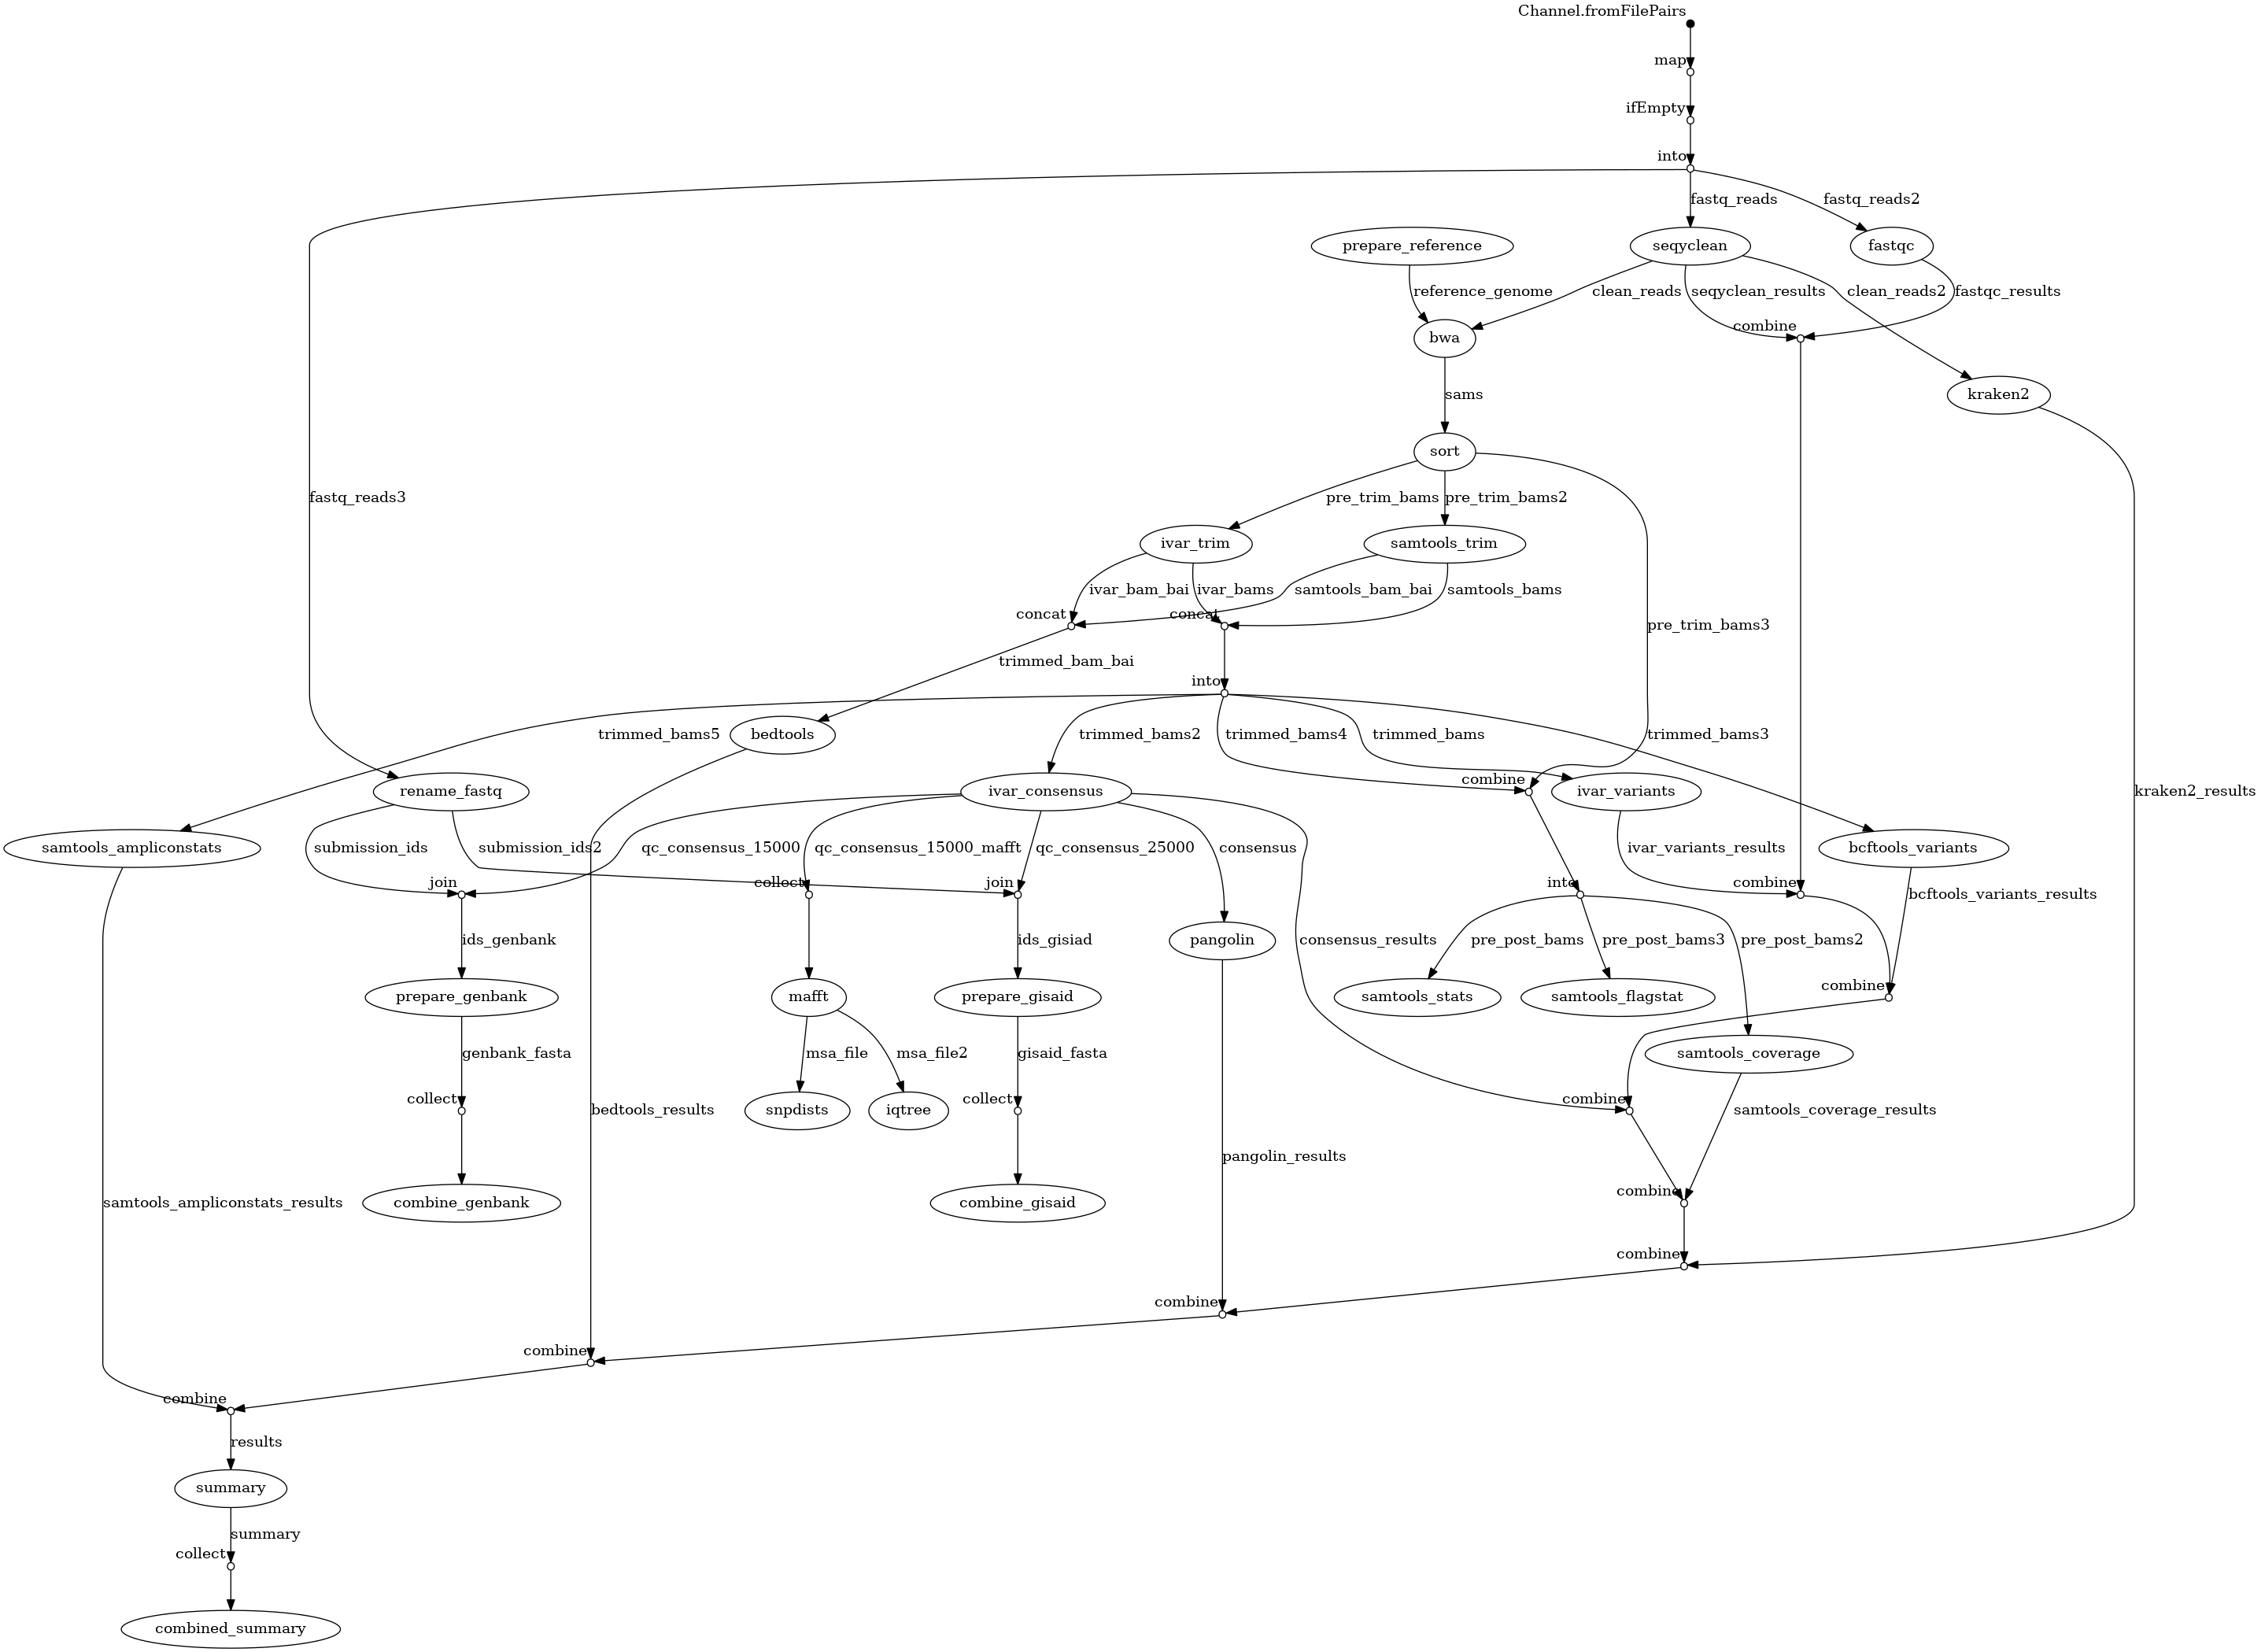 Channel.fromFilePairs
map
ifEmpty
into
fastq_reads
fastq_reads2
prepare_reference
seqyclean
fastqc
reference_genome
clean_reads
seqyclean_results
clean_reads2
fastqc_results
combine
bwa
sams
kraken2
sort
fastq_reads3
pre_trim_bams
pre_trim_bams2
ivar_trim
samtools_trim
ivar_bam_bai
ivar_bams
samtools_bam_bai
samtools_bams
concat
concat
pre_trim_bams3
trimmed_bam_bai
into
trimmed_bams5
bedtools
trimmed_bams2
trimmed_bams4
trimmed_bams
trimmed_bams3
rename_fastq
ivar_consensus
combine
ivar_variants
kraken2_results
samtools_ampliconstats
submission_ids
submission_ids2
qc_consensus_15000
qc_consensus_15000_mafft
qc_consensus_25000
consensus
ivar_variants_results
bcftools_variants
join
collect
join
into
combine
bcftools_variants_results
ids_genbank
ids_gisiad
pangolin
consensus_results
pre_post_bams
pre_post_bams3
pre_post_bams2
prepare_genbank
mafft
prepare_gisaid
samtools_stats
samtools_flagstat
combine
genbank_fasta
msa_file
msa_file2
gisaid_fasta
samtools_coverage
collect
bedtools_results
snpdists
iqtree
collect
combine
samtools_coverage_results
pangolin_results
samtools_ampliconstats_results
combine_genbank
combine_gisaid
combine
combine
combine
combine
combine
results
summary
summary
collect
combined_summary